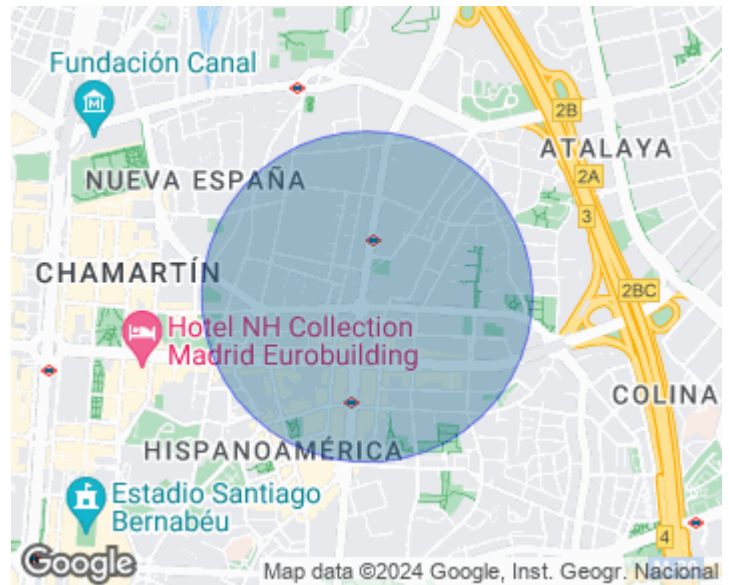 Fundación Canal
2B
ATALAYA
NUEVA ESPAÑA
2A
3
CHAMARTÍN
2BC
Hotel NH Collection
Madrid Eurobuilding
COLINA
HISPANOAMÉRICA
Estadio Santiago
Bernabéu
4
Google
Map data ©2024 Google, Inst. Geogr. Nacional